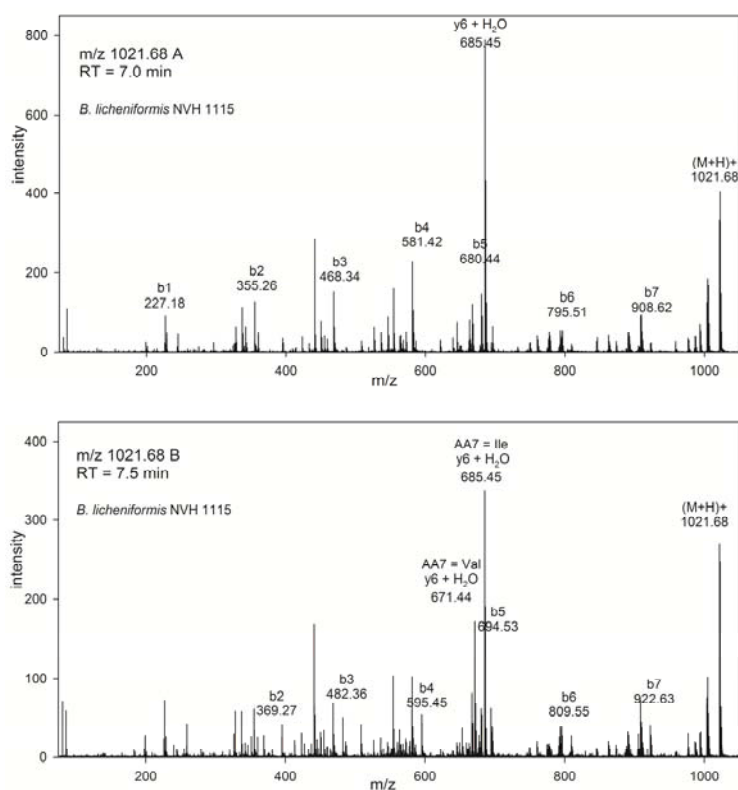 m/z 1021.68 A
RT = 7.0 min
B. licheniformis NVH 1115
y6 + H₂O
685.45
(M+H)+
1021.68
b1
227.18
b2
355.26
b3
468.34
b4
581.42
b5
680.44
b6
795.51
b7
908.62
intensity
800
600
400
200
0
200 400 600 800 1000
m/z
m/z 1021.68 B
RT = 7.5 min
B. licheniformis NVH 1115
AA7 = Ile
y6 + H₂O
685.45
(M+H)+
1021.68
AA7 = Val
y6 + H₂O
671.44
b5
694.53
b2
369.27
b3
482.36
b4
595.45
b6
809.55
b7
922.63
intensity
400
300
200
100
0
200 400 600 800 1000
m/z